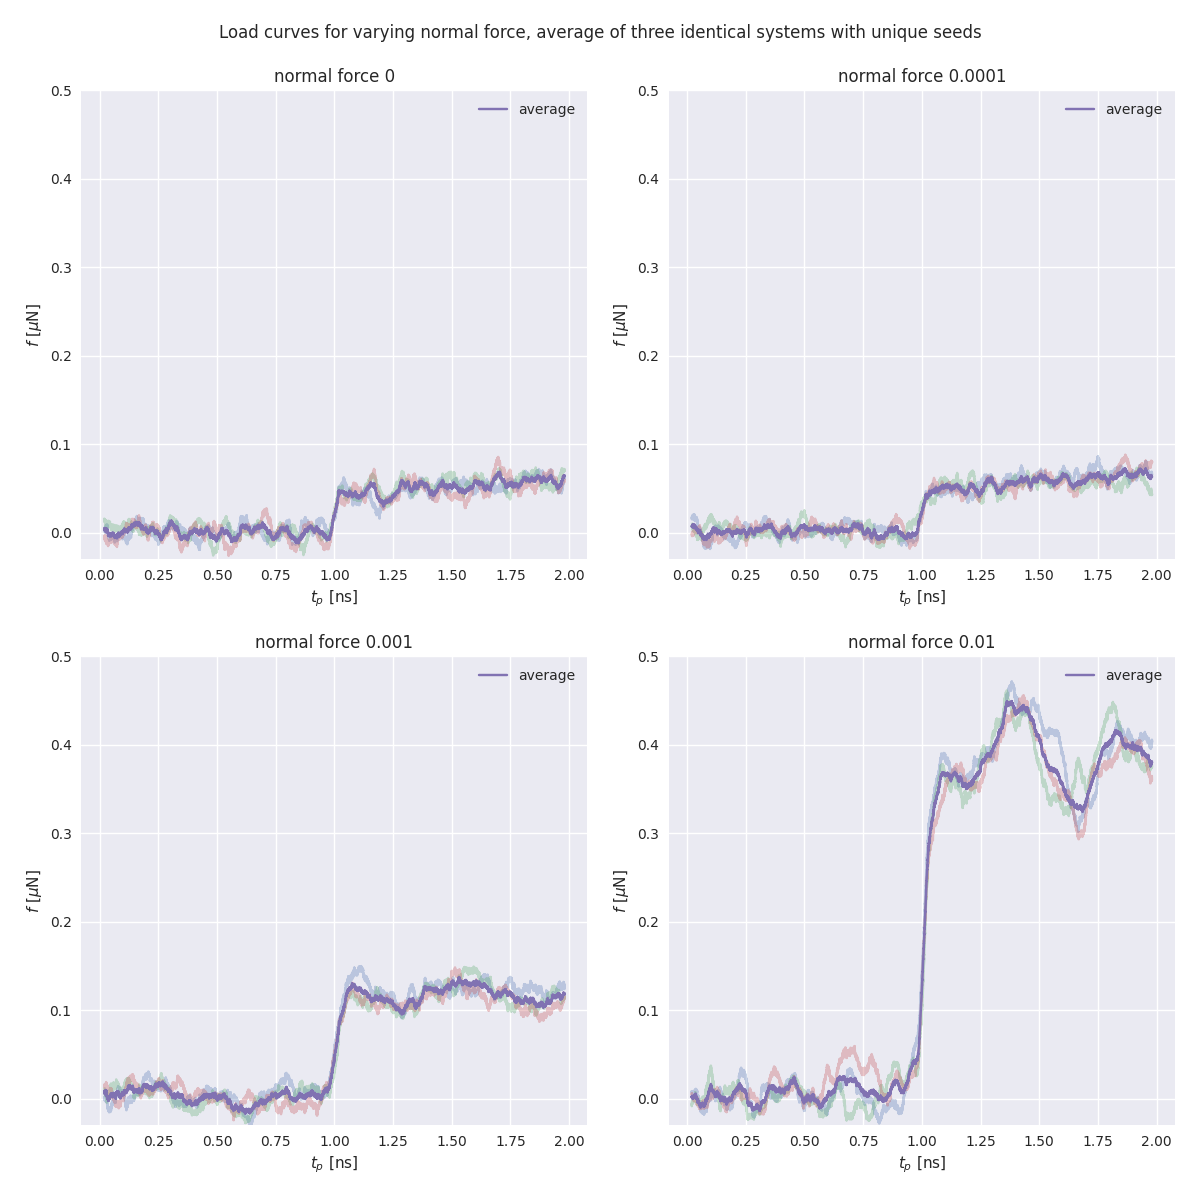 Load curves for varying normal force, average of three identical systems with unique seeds
normal force 0
average
0.5
0.4
0.3
0.2
0.1
0.0
f [μN]
0.00 0.25 0.50 0.75 1.00 1.25 1.50 1.75 2.00
t_p [ns]
normal force 0.0001
average
0.5
0.4
0.3
0.2
0.1
0.0
f [μN]
0.00 0.25 0.50 0.75 1.00 1.25 1.50 1.75 2.00
t_p [ns]
normal force 0.001
average
0.5
0.4
0.3
0.2
0.1
0.0
f [μN]
0.00 0.25 0.50 0.75 1.00 1.25 1.50 1.75 2.00
t_p [ns]
normal force 0.01
average
0.5
0.4
0.3
0.2
0.1
0.0
f [μN]
0.00 0.25 0.50 0.75 1.00 1.25 1.50 1.75 2.00
t_p [ns]